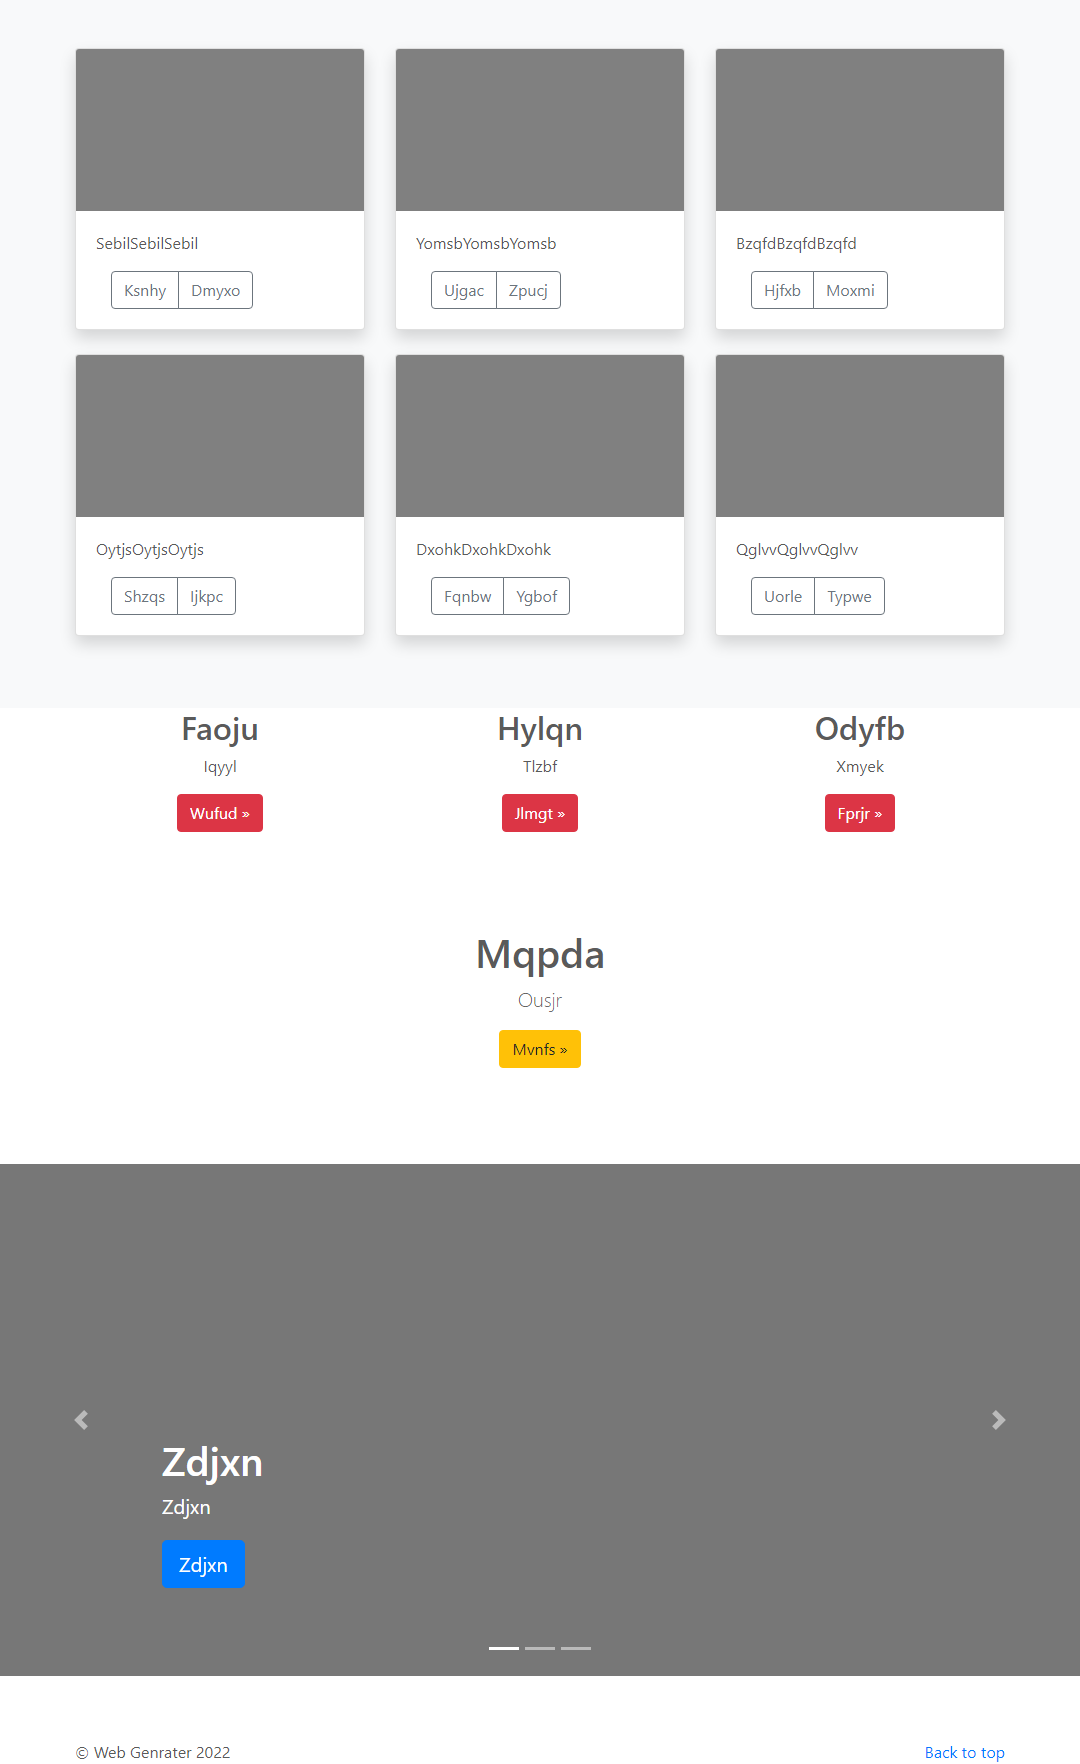 SebilSebilSebil YomsbYomsbYomsb BzqfdBzqfdBzqfd
Ksnhy Dmyxo Ujgac Zpucj Hjfxb Moxmi
OytjsOytjsOytjs DxohkDxohkDxohk QglvvQglvvQglvv
Shzqs Ijkpc Fqnbw Ygbof Uorle Typwe
Faoju Hylqn Odyfb
Iqyyl Tlzbf Xmyek
Wufud » Jlmgt » Fprjr »
Mqpda
Ousjr
Mvnfs »
Zdjxn
Zdjxn
Zdjxn
© Web Genrater 2022 Back to top